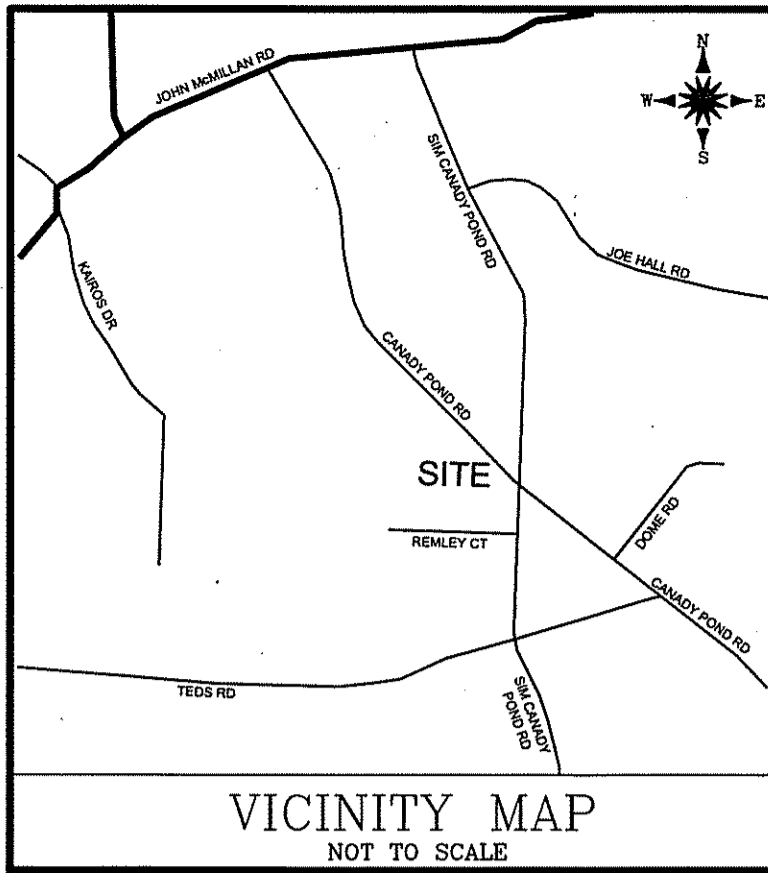 N
W E
S
JOHN McMILLAN RD
SIM CANADY POND RD
JOE HALL RD
KAIROS DR
CANADY POND RD
SITE
REMLEY CT
DOME RD
CANADY POND RD
TEDS RD
SIM CANADY
POND RD
VICINITY MAP
NOT TO SCALE